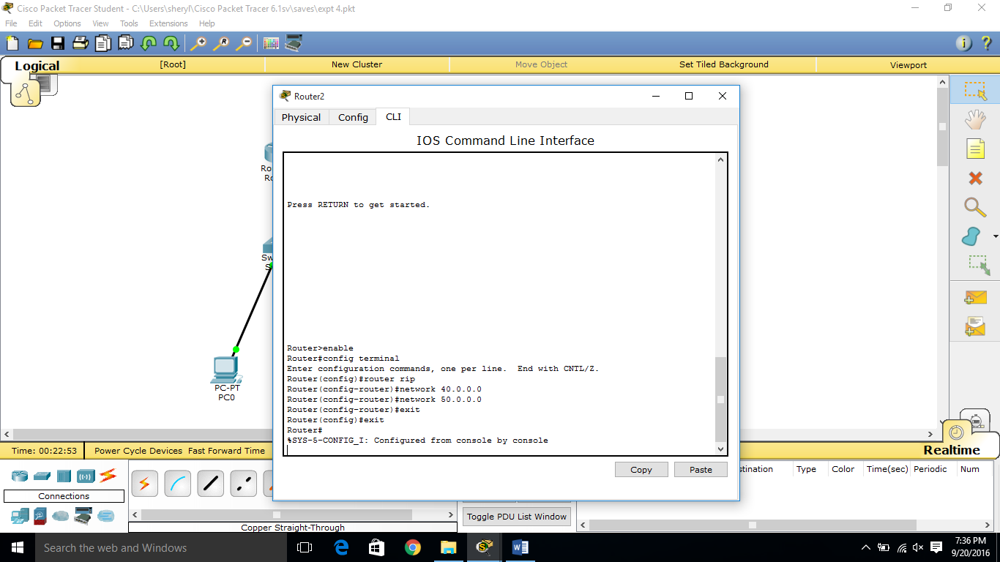 Cisco Packet Tracer Student - C:\Users\sheryl\Cisco Packet Tracer 6.1sv\saves\expt 4.pkt
File Edit Options View Tools Extensions Help
Logical [Root] New Cluster Move Object Set Tiled Background Viewport
Router2
Physical Config CLI
IOS Command Line Interface
Press RETURN to get started.
Router>enable
Router#config terminal
Enter configuration commands, one per line.  End with CNTL/Z.
Router(config)#router rip
Router(config-router)#network 40.0.0.0
Router(config-router)#network 50.0.0.0
Router(config-router)#exit
Router(config)#exit
Router#
%SYS-5-CONFIG_I: Configured from console by console
Copy Paste
Ro
Ro
Sw
S
PC-PT
PC0
Time: 00:22:53 Power Cycle Devices Fast Forward Time Realtime
Connections
Copper Straight-Through
Toggle PDU List Window
stination Type Color Time(sec) Periodic Num
Search the web and Windows
7:36 PM
9/20/2016